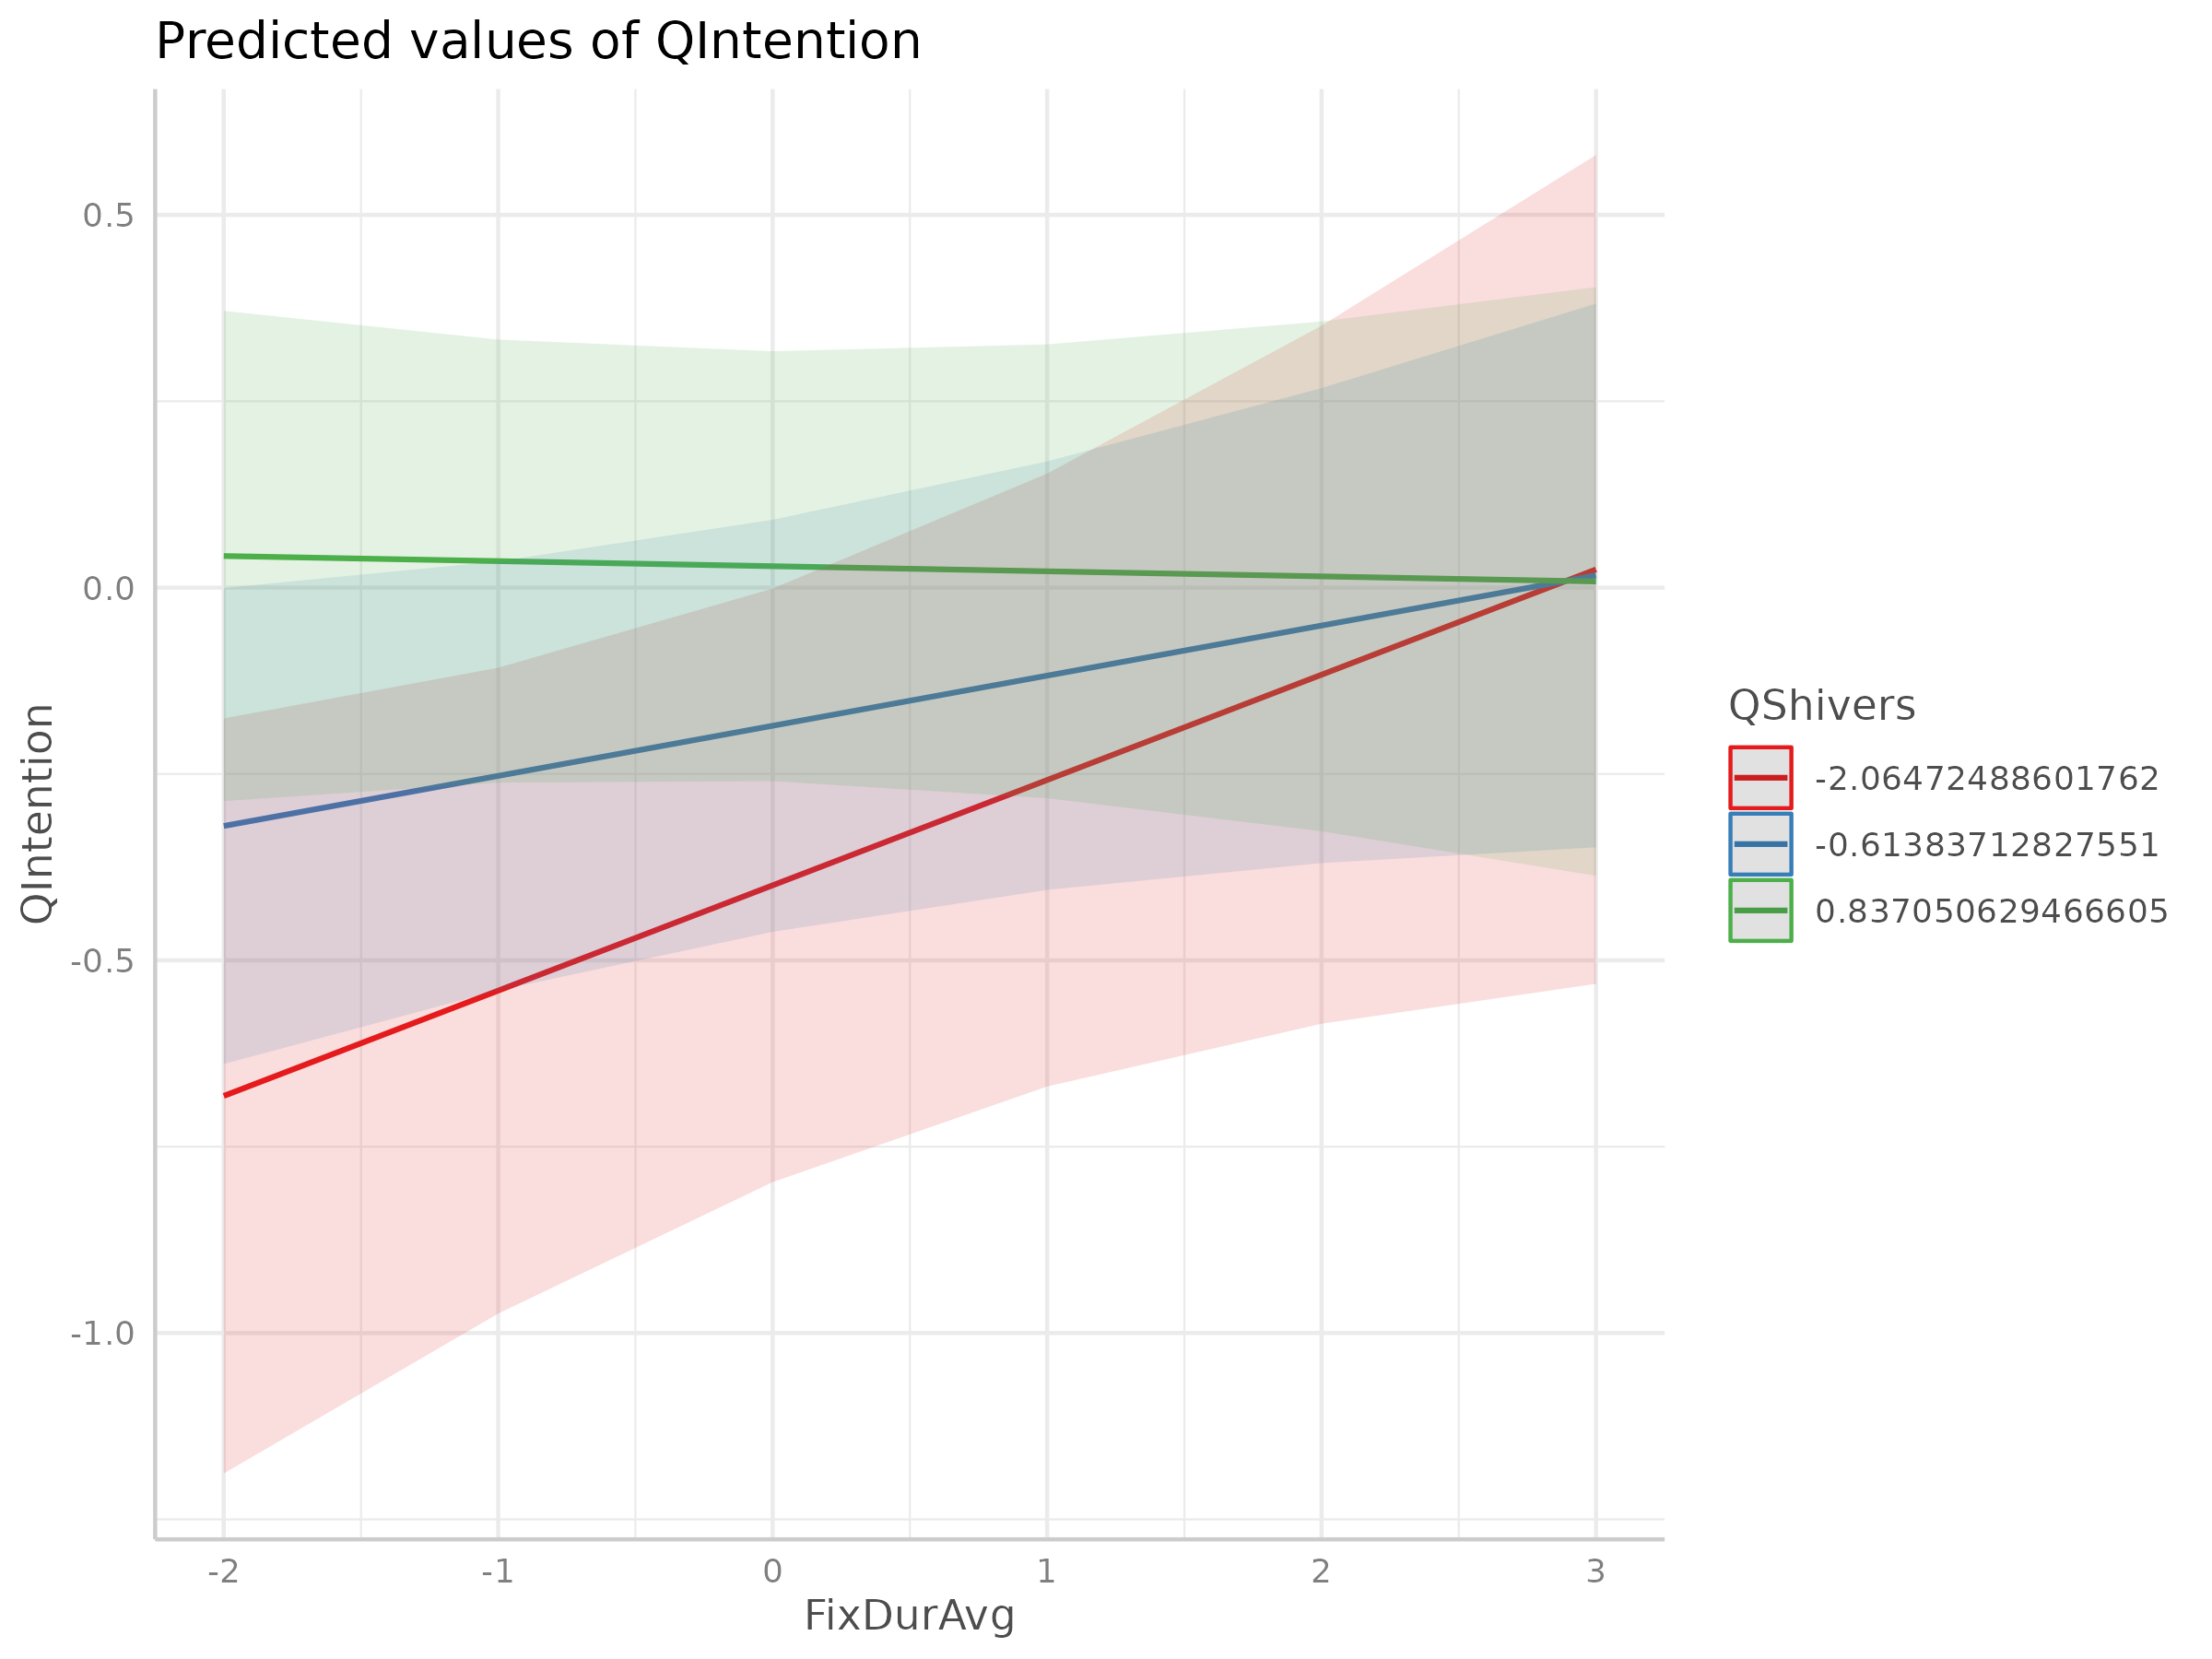 Predicted values of QIntention
QIntention
0.5
0.0
-0.5
-1.0
-2 -1 0 1 2 3
FixDurAvg
QShivers
-2.06472488601762
-0.61383712827551
0.837050629466605